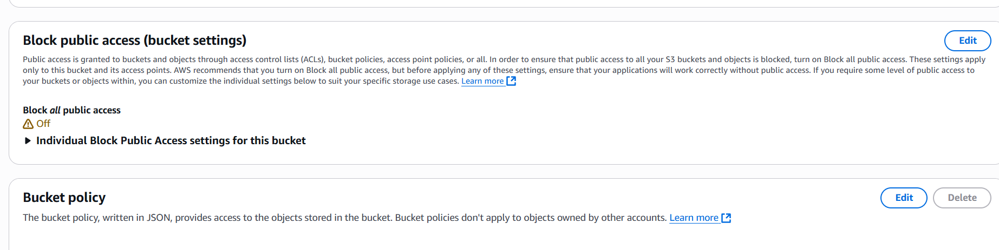 Block public access (bucket settings)
Edit
Public access is granted to buckets and objects through access control lists (ACLs), bucket policies, access point policies, or all. In order to ensure that public access to all your S3 buckets and objects is blocked, turn on Block all public access. These settings apply
only to this bucket and its access points. AWS recommends that you turn on Block all public access, but before applying any of these settings, ensure that your applications will work correctly without public access. If you require some level of public access to
your buckets or objects within, you can customize the individual settings below to suit your specific storage use cases. Learn more
Block all public access
Off
Individual Block Public Access settings for this bucket
Bucket policy
Edit
Delete
The bucket policy, written in JSON, provides access to the objects stored in the bucket. Bucket policies don't apply to objects owned by other accounts. Learn more